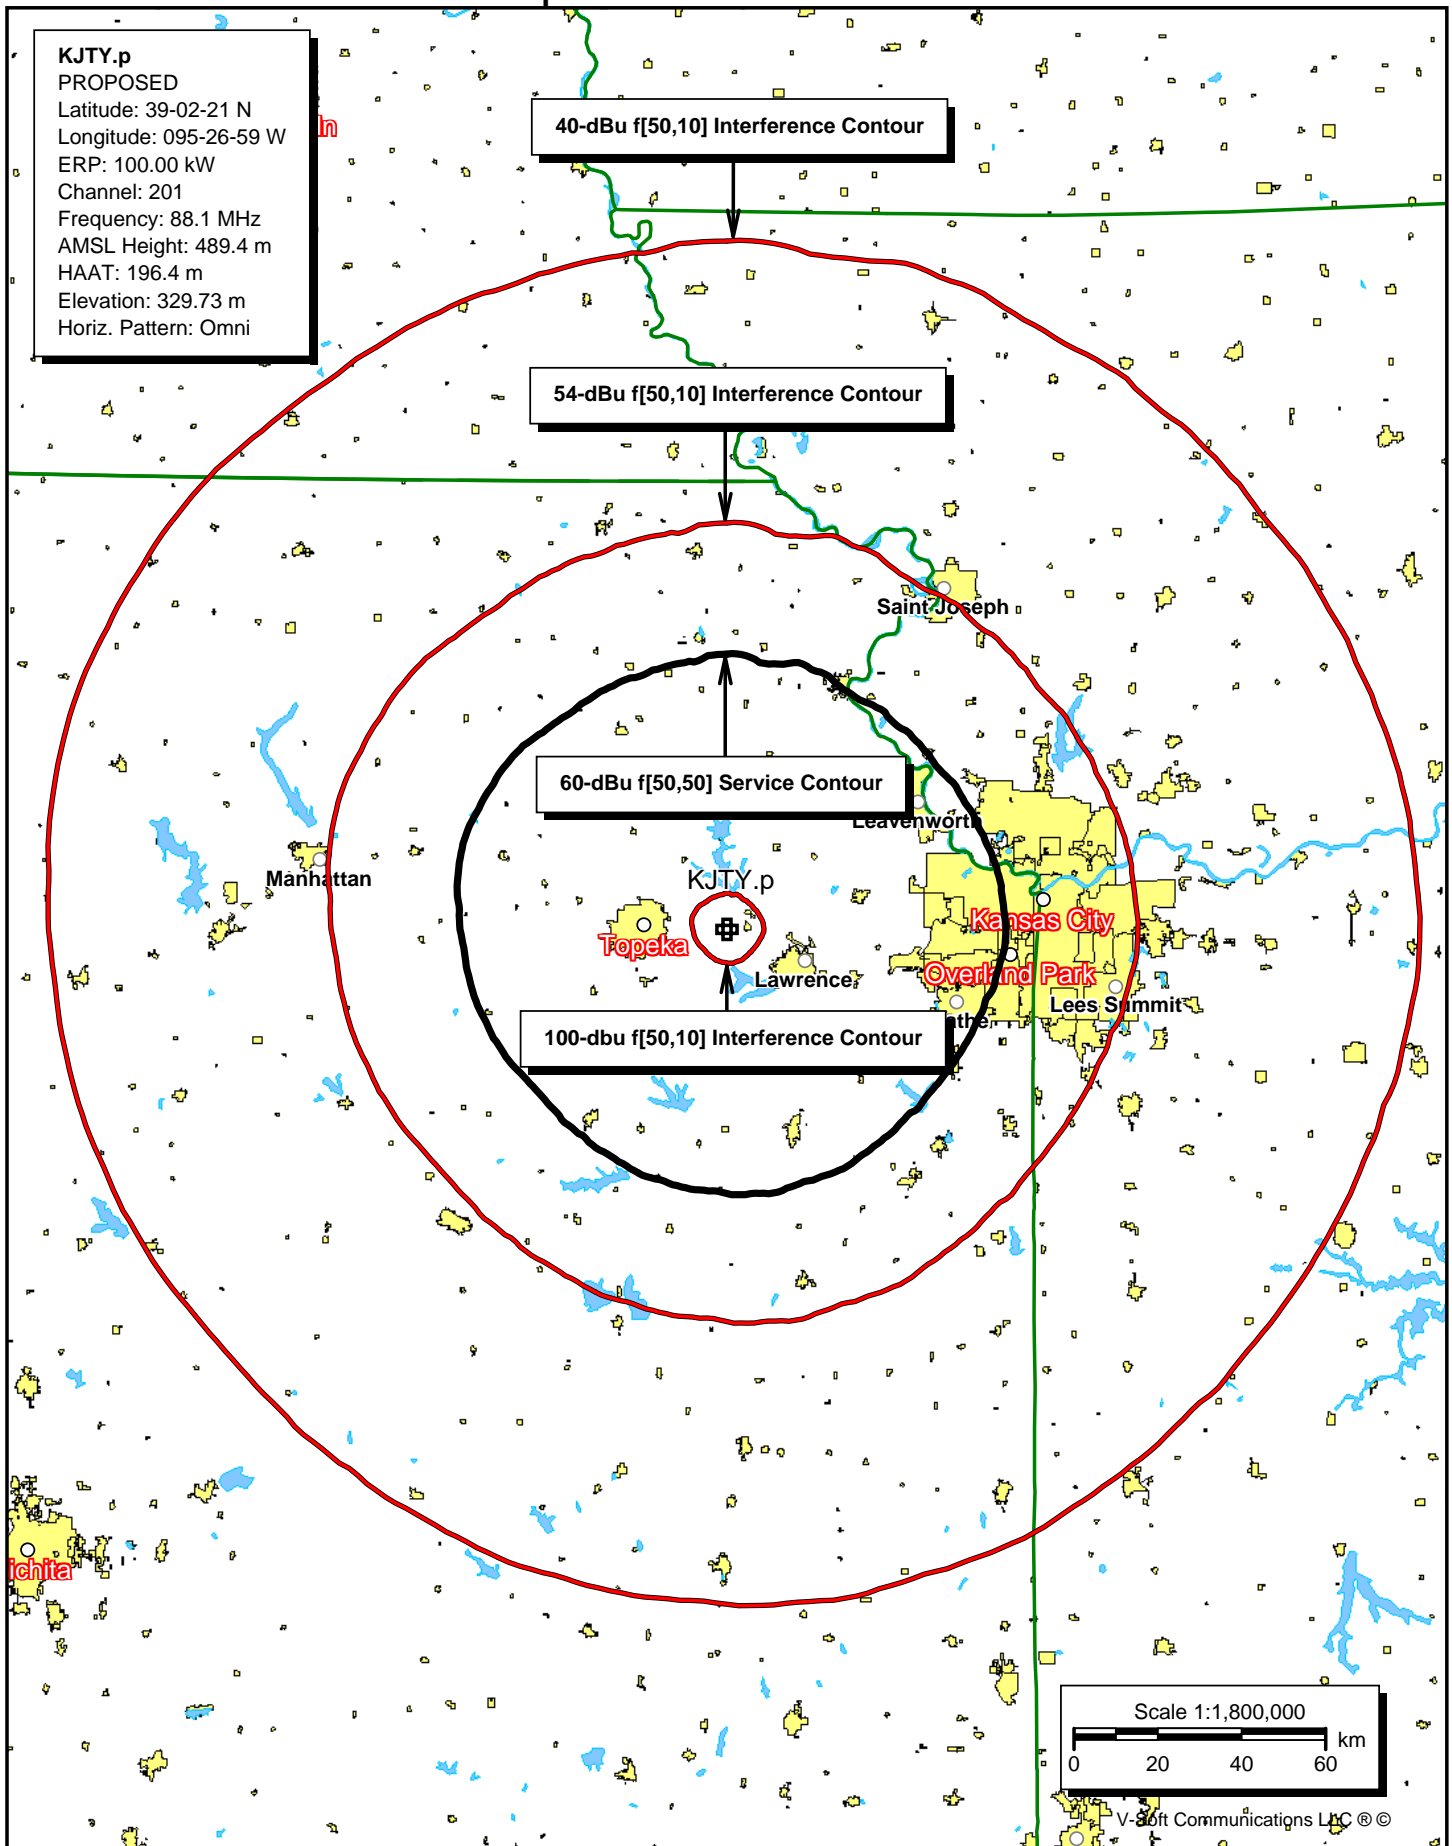 KJTY.p
PROPOSED
Latitude: 39-02-21 N
Longitude: 095-26-59 W
ERP: 100.00 kW
Channel: 201
Frequency: 88.1 MHz
AMSL Height: 489.4 m
HAAT: 196.4 m
Elevation: 329.73 m
Horiz. Pattern: Omni
ln
40-dBu f[50,10] Interference Contour
54-dBu f[50,10] Interference Contour
Saint Joseph
60-dBu f[50,50] Service Contour
Leavenworth
Manhattan
KJTY.p
Kansas City
Topeka
Lawrence
Overland Park
Lees Summit
athe
100-dbu f[50,10] Interference Contour
ichita
Scale 1:1,800,000
km
0 20 40 60
V-Soft Communications LLC ® ©